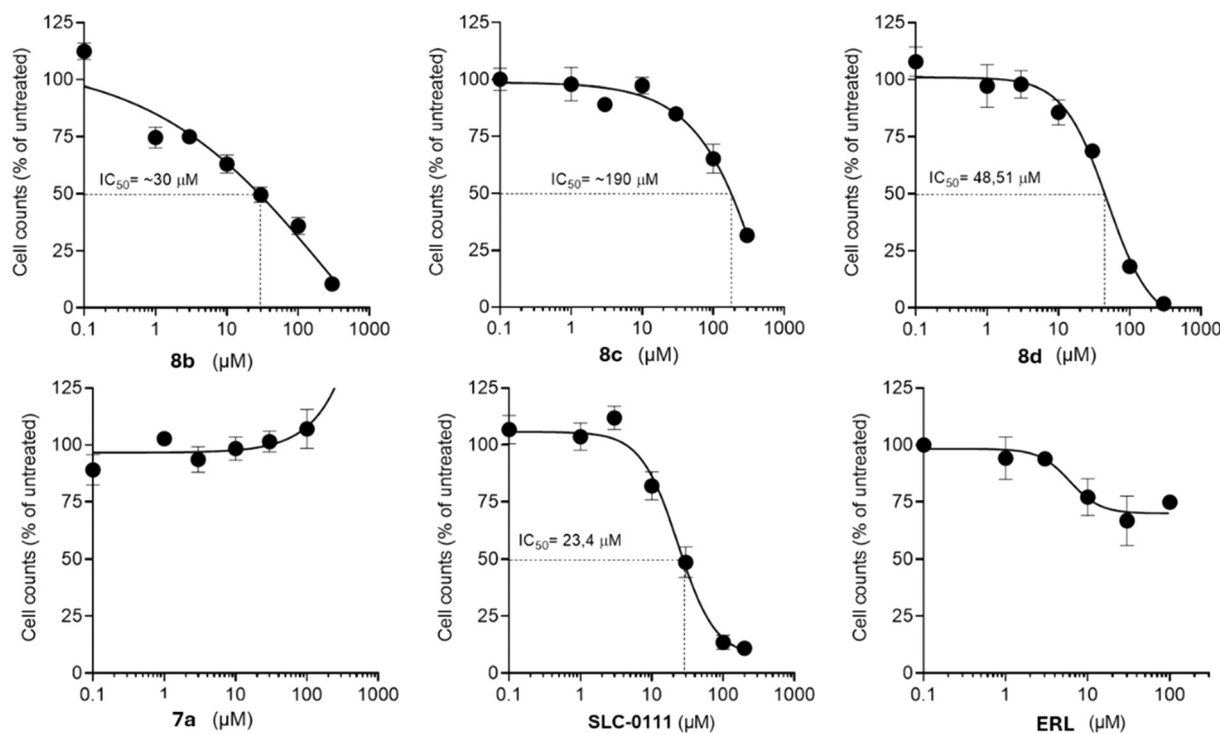 Cell counts (% of untreated)
125
100
75
50
25
0
IC50= ~30 µM
0.1 1 10 100 1000
8b (µM)
Cell counts (% of untreated)
125
100
75
50
25
0
IC50= ~190 µM
0.1 1 10 100 1000
8c (µM)
Cell counts (% of untreated)
125
100
75
50
25
0
IC50= 48,51 µM
0.1 1 10 100 1000
8d (µM)
Cell counts (% of untreated)
125
100
75
50
25
0
0.1 1 10 100 1000
7a (µM)
Cell counts (% of untreated)
125
100
75
50
25
0
IC50= 23,4 µM
0.1 1 10 100 1000
SLC-0111 (µM)
Cell counts (% of untreated)
125
100
75
50
25
0
0.1 1 10 100
ERL (µM)